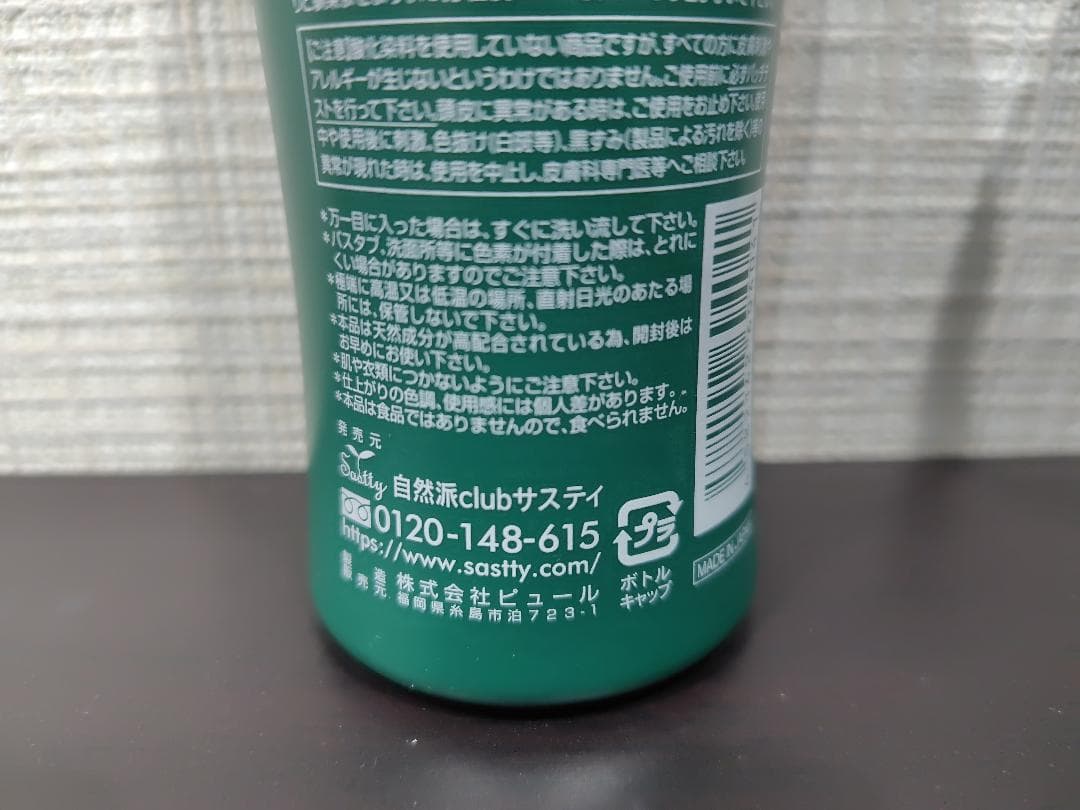 【ご注意】酸化染料を使用していない商品ですが、すべての方に皮膚刺激や
アレルギーが生じないというわけではありません。ご使用前に必ずパッチテ
ストを行って下さい。頭皮に異常がある時は、ご使用をお止め下さい。使用
中や使用後に刺激、色抜け(白斑等)、黒ずみ(製品による汚れを除く)等の
異常が現れた時は、使用を中止し、皮膚科専門医等へご相談下さい。
*万一目に入った場合は、すぐに洗い流して下さい。
*バスタブ、洗面所等に色素が付着した際は、とれに
くい場合がありますのでご注意下さい。
*極端に高温又は低温の場所、直射日光のあたる場
所には、保管しないで下さい。
*本品は天然成分が高配合されている為、開封後は
お早めにお使い下さい。
*肌や衣類につかないようにご注意下さい。
*仕上がりの色調、使用感には個人差があります。
*本品は食品ではありませんので、食べられません。
発売元
Sastty 自然派clubサスティ
0120-148-615
https://www.sastty.com/
製造
販売元 株式会社ピュール
福岡県糸島市泊723-1
プラ
ボトル
キャップ
MADE IN